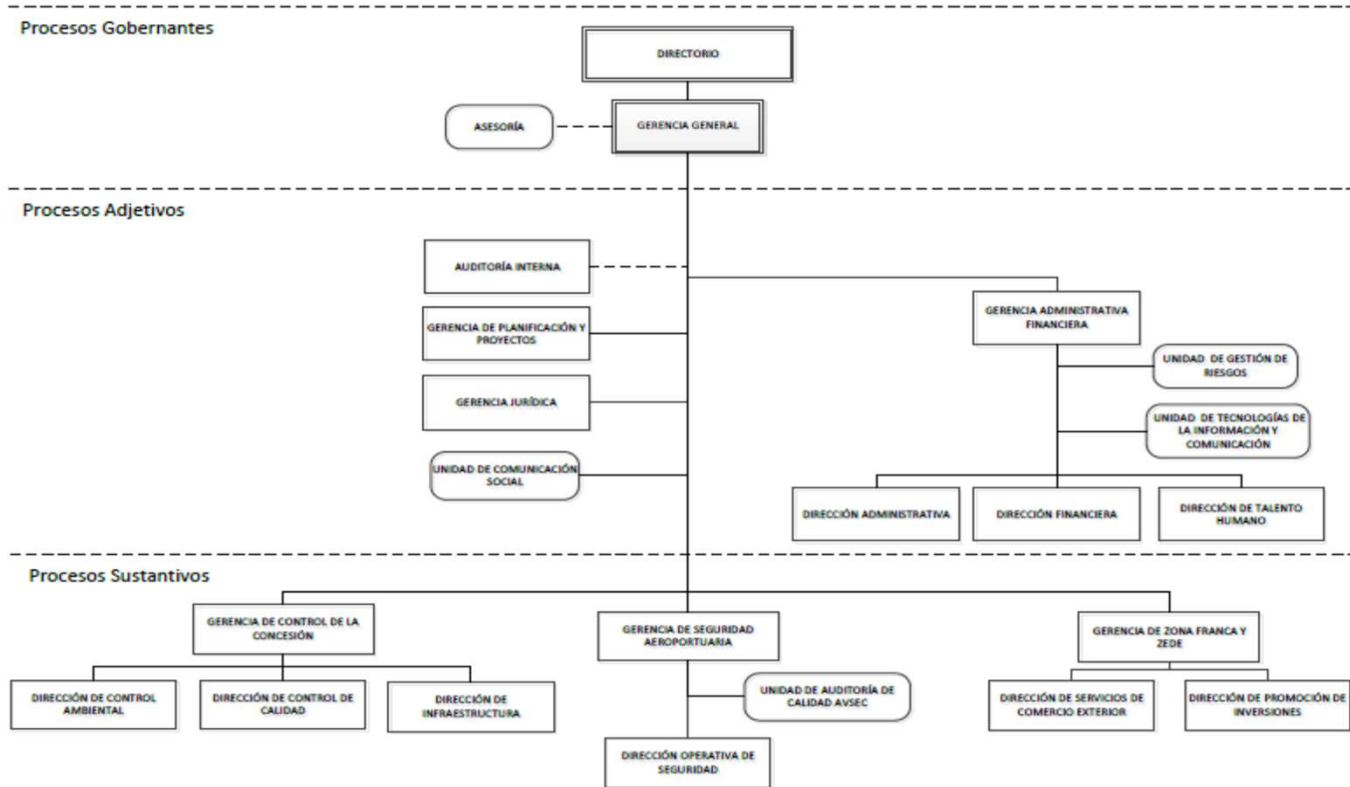 Procesos Gobernantes
DIRECTORIO
ASESORÍA
GERENCIA GENERAL
Procesos Adjetivos
AUDITORÍA INTERNA
GERENCIA DE PLANIFICACIÓN Y
PROYECTOS
GERENCIA JURÍDICA
UNIDAD DE COMUNICACIÓN
SOCIAL
GERENCIA ADMINISTRATIVA
FINANCIERA
UNIDAD DE GESTIÓN DE
RIESGOS
UNIDAD DE TECNOLOGÍAS DE
LA INFORMACIÓN Y
COMUNICACIÓN
DIRECCIÓN ADMINISTRATIVA
DIRECCIÓN FINANCIERA
DIRECCIÓN DE TALENTO
HUMANO
Procesos Sustantivos
GERENCIA DE CONTROL DE LA
CONCESIÓN
DIRECCIÓN DE CONTROL
AMBIENTAL
DIRECCIÓN DE CONTROL DE
CALIDAD
DIRECCIÓN DE
INFRAESTRUCTURA
GERENCIA DE SEGURIDAD
AEROPORTUARIA
UNIDAD DE AUDITORÍA DE
CALIDAD AVSEC
DIRECCIÓN OPERATIVA DE
SEGURIDAD
GERENCIA DE ZONA FRANCA Y
ZEDE
DIRECCIÓN DE SERVICIOS DE
COMERCIO EXTERIOR
DIRECCIÓN DE PROMOCIÓN DE
INVERSIONES